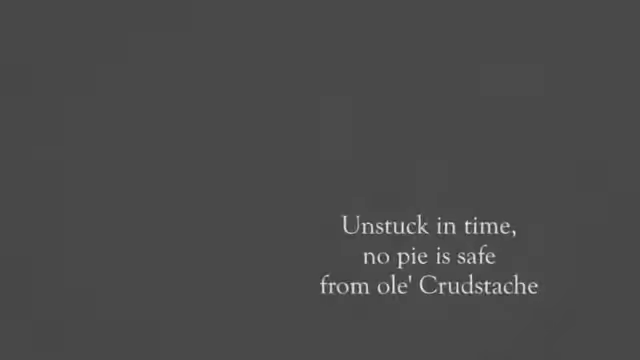 Unstuck in time,
no pie is safe
from ole' Crudstache